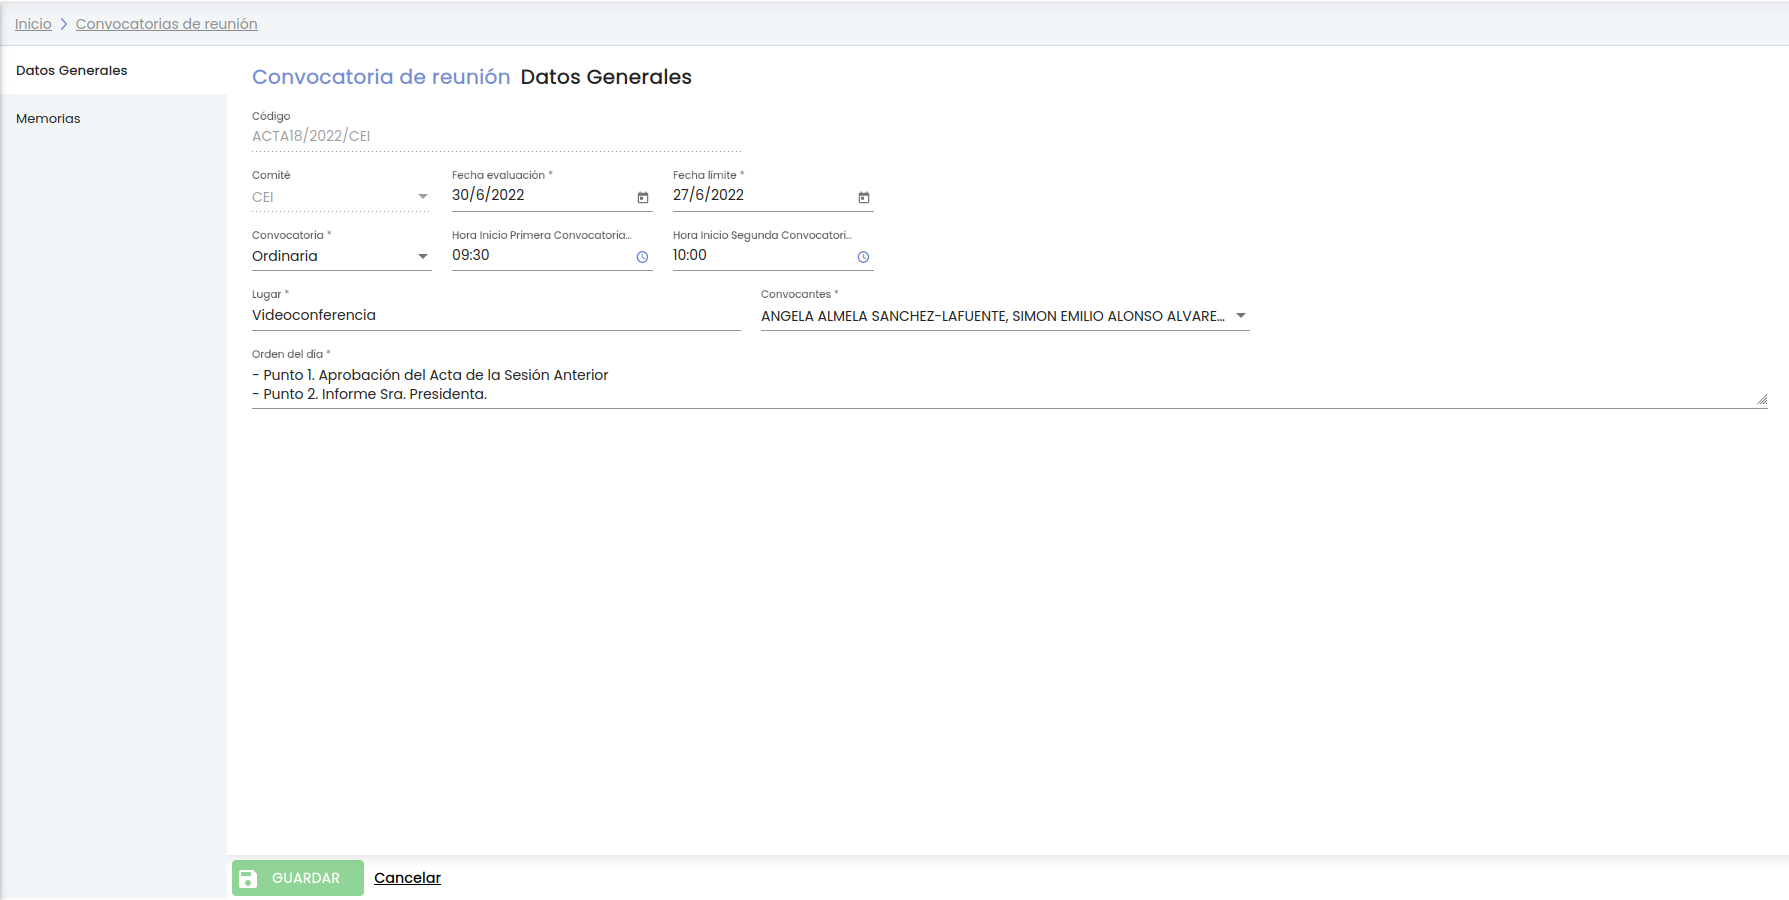 Inicio > Convocatorias de reunión
Datos Generales
Memorias
Convocatoria de reunión Datos Generales
Código
ACTA18/2022/CEI
Comité Fecha evaluación * Fecha límite *
CEI 30/6/2022 27/6/2022
Convocatoria * Hora Inicio Primera Convocatoria... Hora Inicio Segunda Convocatori...
Ordinaria 09:30 10:00
Lugar * Convocantes *
Videoconferencia ANGELA ALMELA SANCHEZ-LAFUENTE, SIMON EMILIO ALONSO ALVARE...
Orden del día *
- Punto 1. Aprobación del Acta de la Sesión Anterior
- Punto 2. Informe Sra. Presidenta.
GUARDAR Cancelar